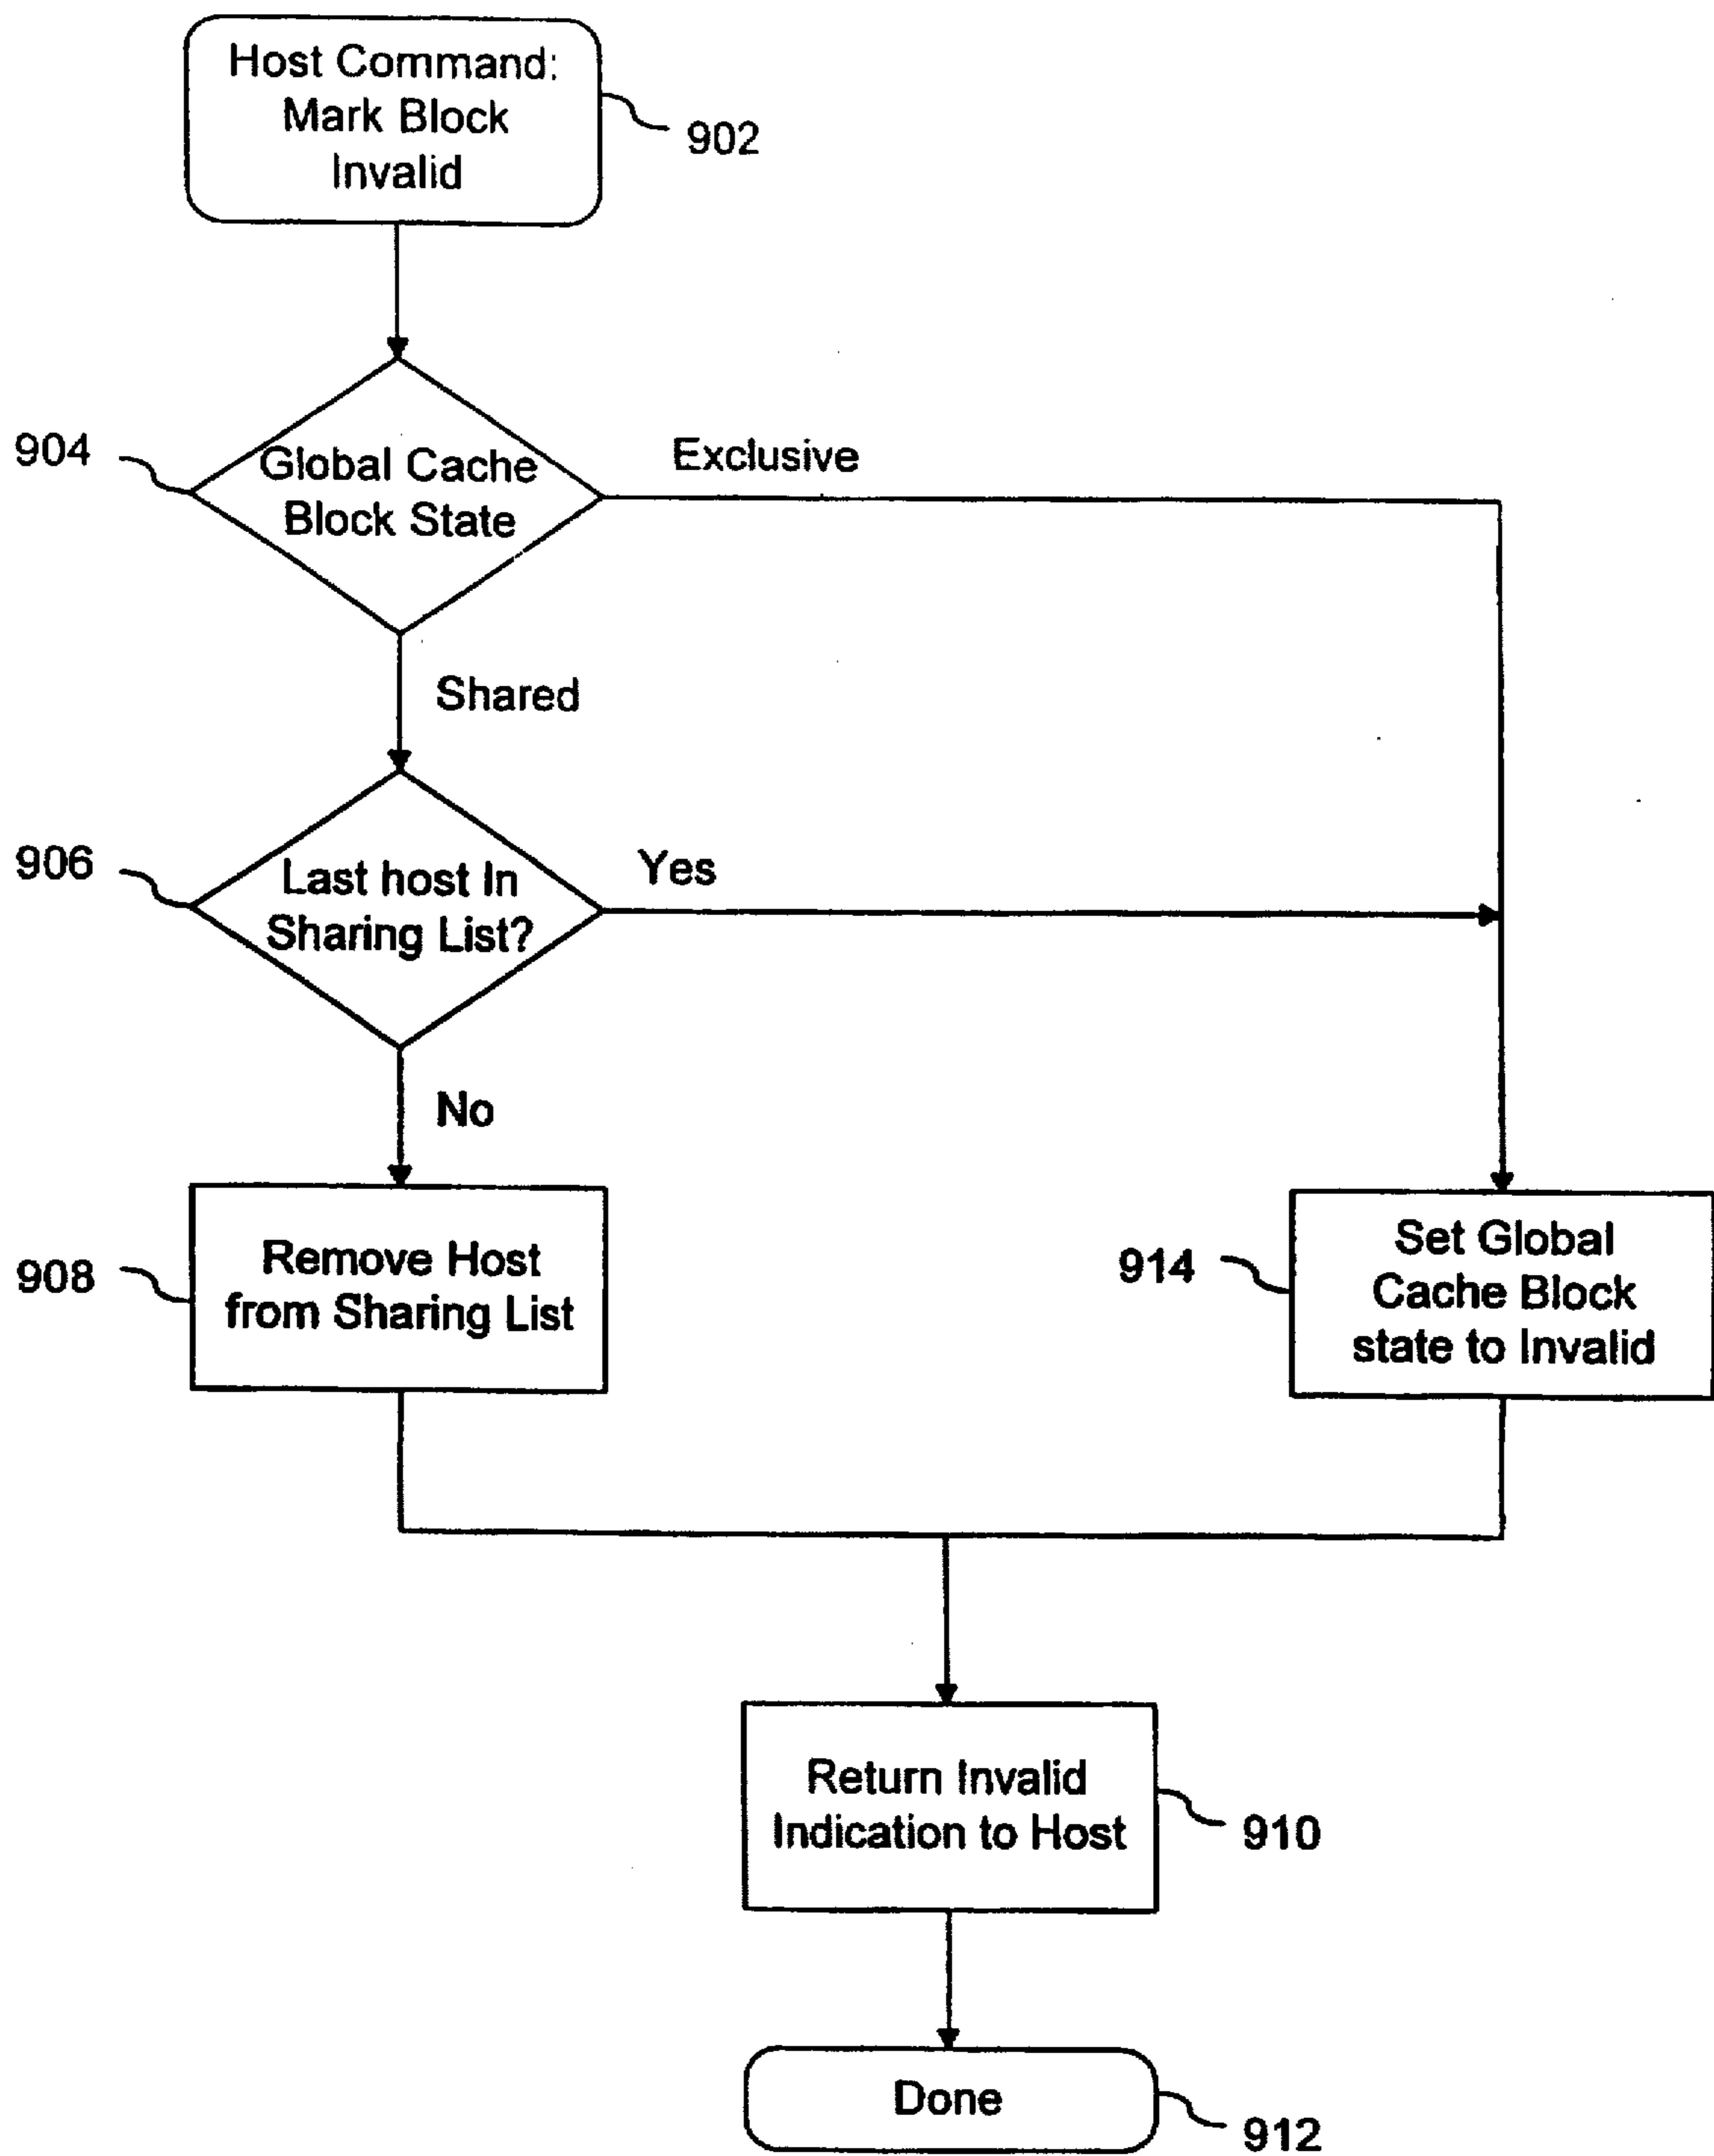 Host Command:
Mark Block
Invalid
902
904
Global Cache
Block State
Exclusive
Shared
906
Last host In
Sharing List?
Yes
No
908
Remove Host
from Sharing List
914
Set Global
Cache Block
state to Invalid
Return Invalid
Indication to Host
910
Done
912